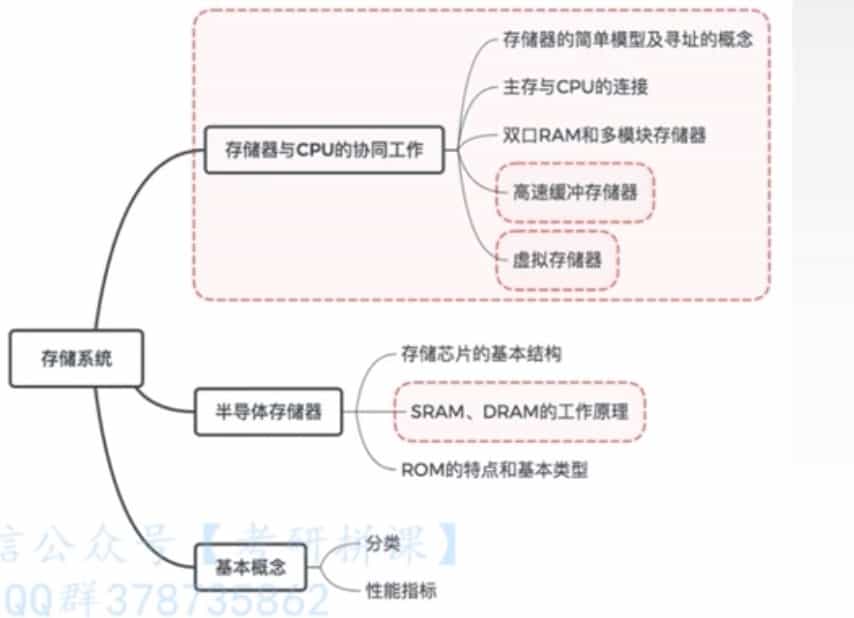 存储器的简单模型及寻址的概念
主存与CPU的连接
存储器与CPU的协同工作
双口RAM和多模块存储器
高速缓冲存储器
虚拟存储器
存储系统
存储芯片的基本结构
半导体存储器
SRAM、DRAM的工作原理
ROM的特点和基本类型
信公众号【考研拼课】
分类
基本概念
性能指标
QQ群378735862